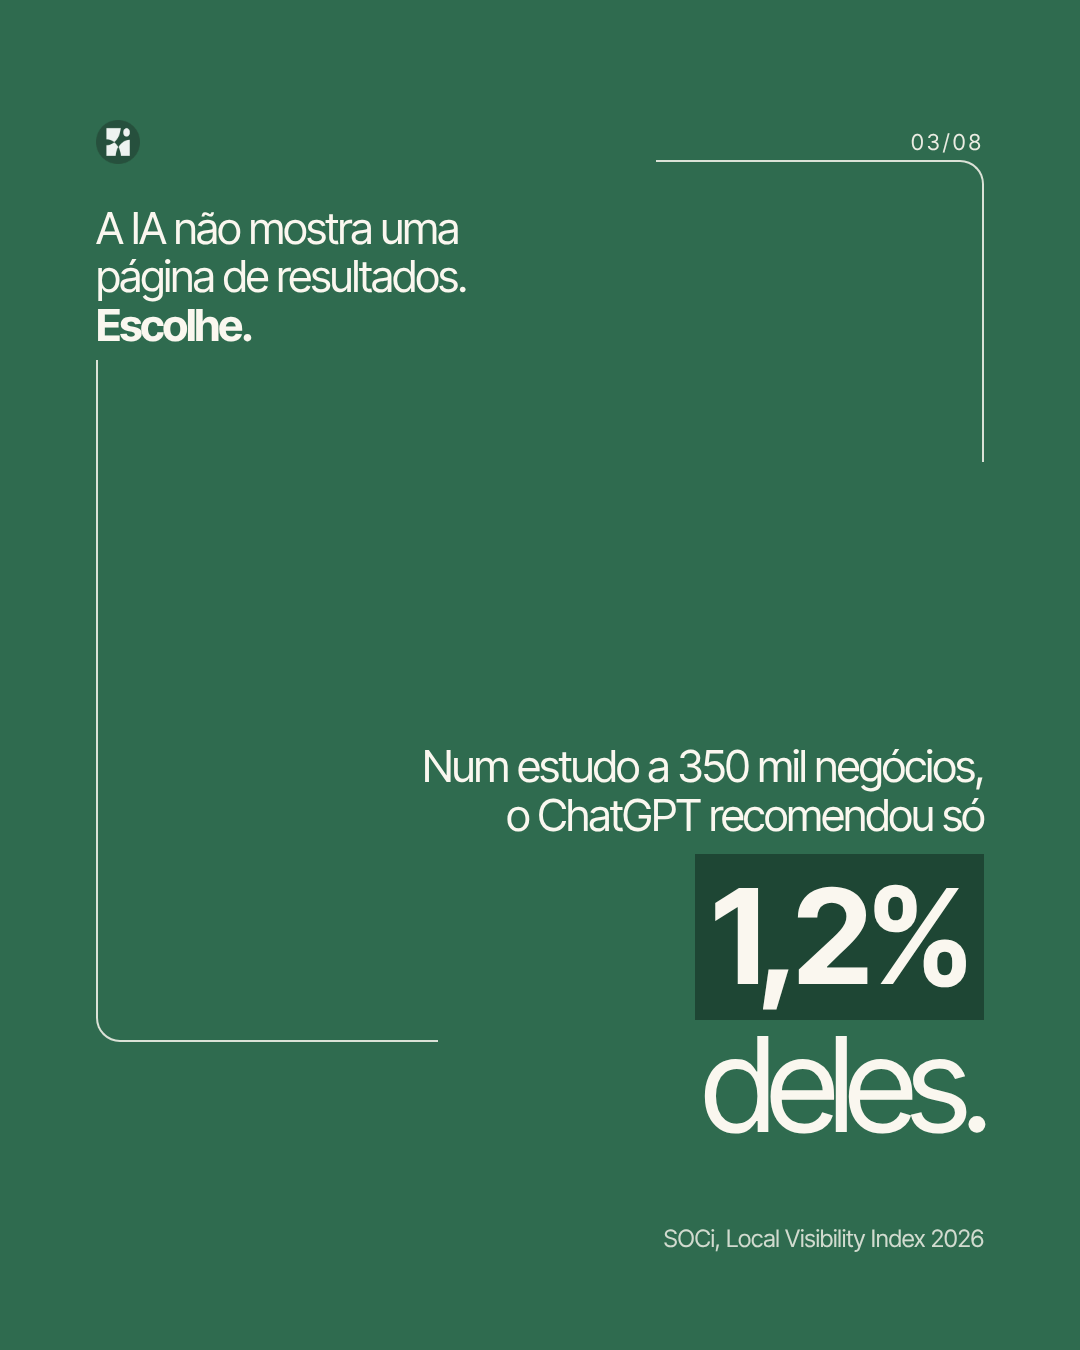 03/08
A IA não mostra uma
página de resultados.
Escolhe.
Num estudo a 350 mil negócios,
o ChatGPT recomendou só
1,2%
deles.
SOCi, Local Visibility Index 2026